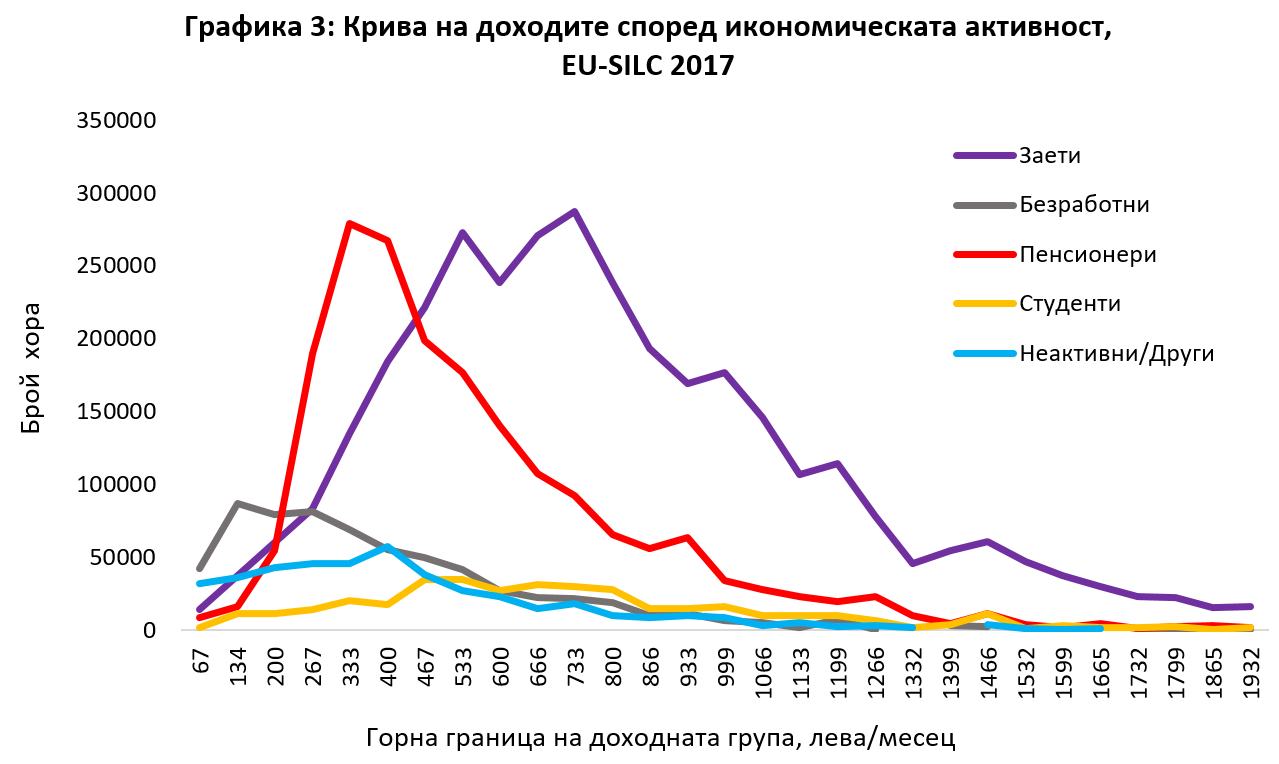 Графика 3: Крива на доходите според икономическата активност,
EU-SILC 2017
350000
300000
250000
200000
150000
100000
50000
0
Брой хора
Заети
Безработни
Пенсионери
Студенти
Неактивни/Други
67 134 200 267 333 400 467 533 600 666 733 800 866 933 999 1066 1133 1199 1266 1332 1399 1466 1532 1599 1665 1732 1799 1865 1932
Горна граница на доходната група, лева/месец